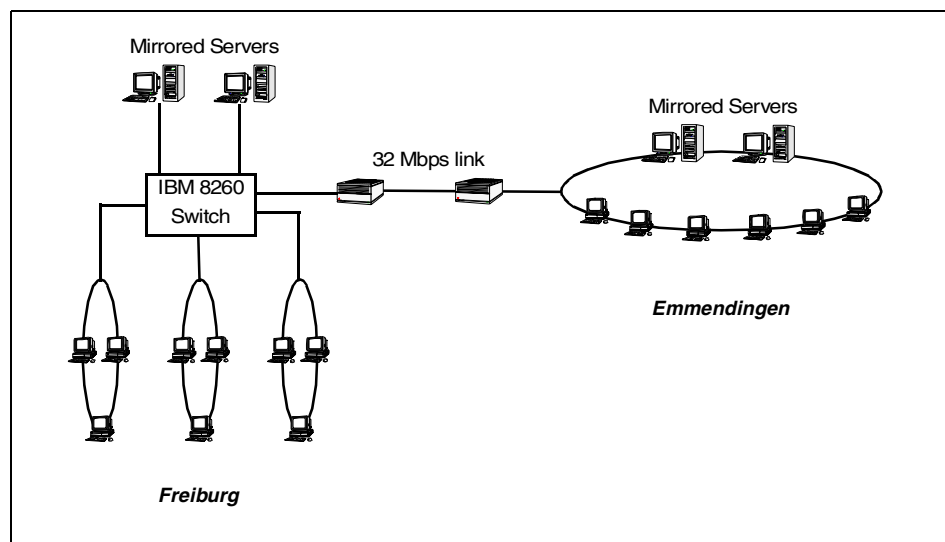 Mirrored Servers
Mirrored Servers
32 Mbps link
IBM 8260
Switch
Emmendingen
Freiburg